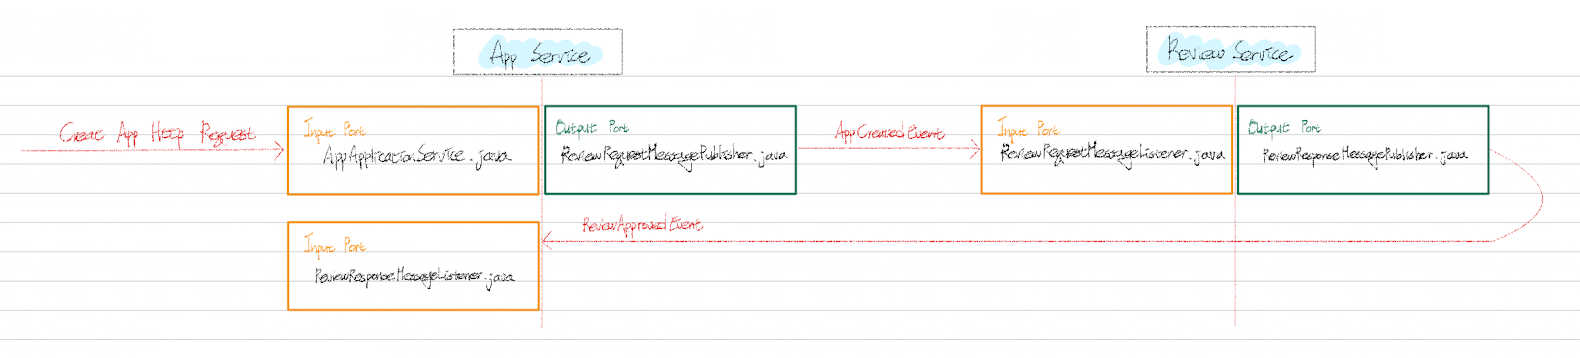 App Service
Review Service
Create App Http Request
Input Port
AppApplicationService.java
Output Port
ReviewRequestMessagePublisher.java
AppCreatedEvent
Input Port
ReviewRequestMessageListener.java
Output Port
ReviewResponseMessagePublisher.java
ReviewApprovedEvent
Input Port
ReviewResponseMessageListener.java